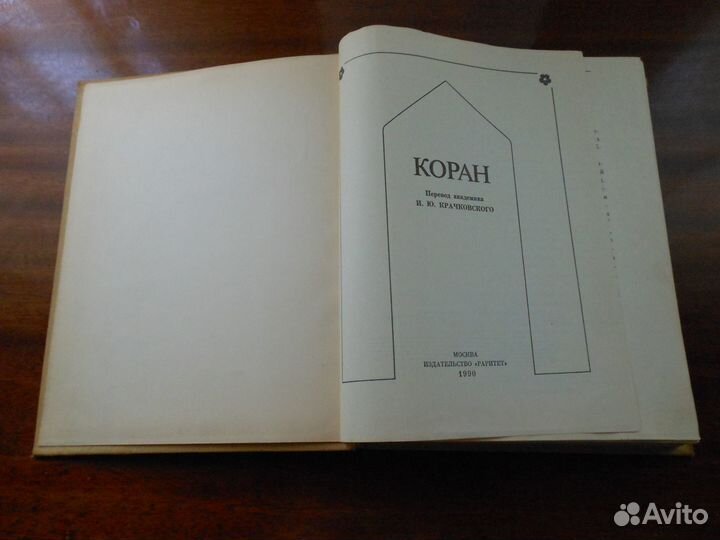 КОРАН
Перевод академика
И. Ю. КРАЧКОВСКОГО
МОСКВА
ИЗДАТЕЛЬСТВО «РАРИТЕТ»
1990
Avito